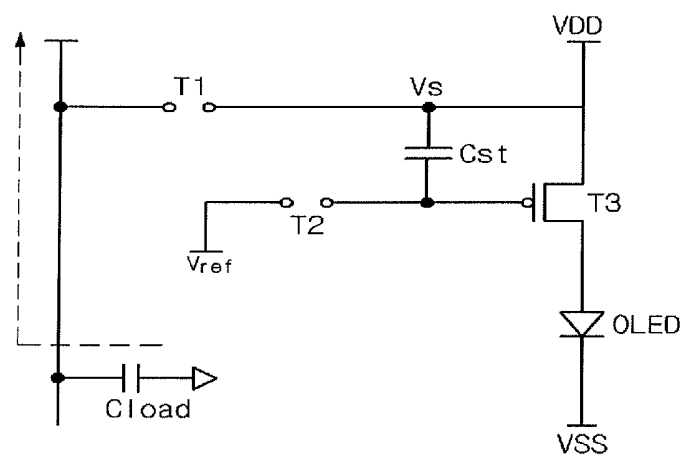 VDD
T1
Vs
Cst
T2
T3
Vref
OLED
Cload
VSS